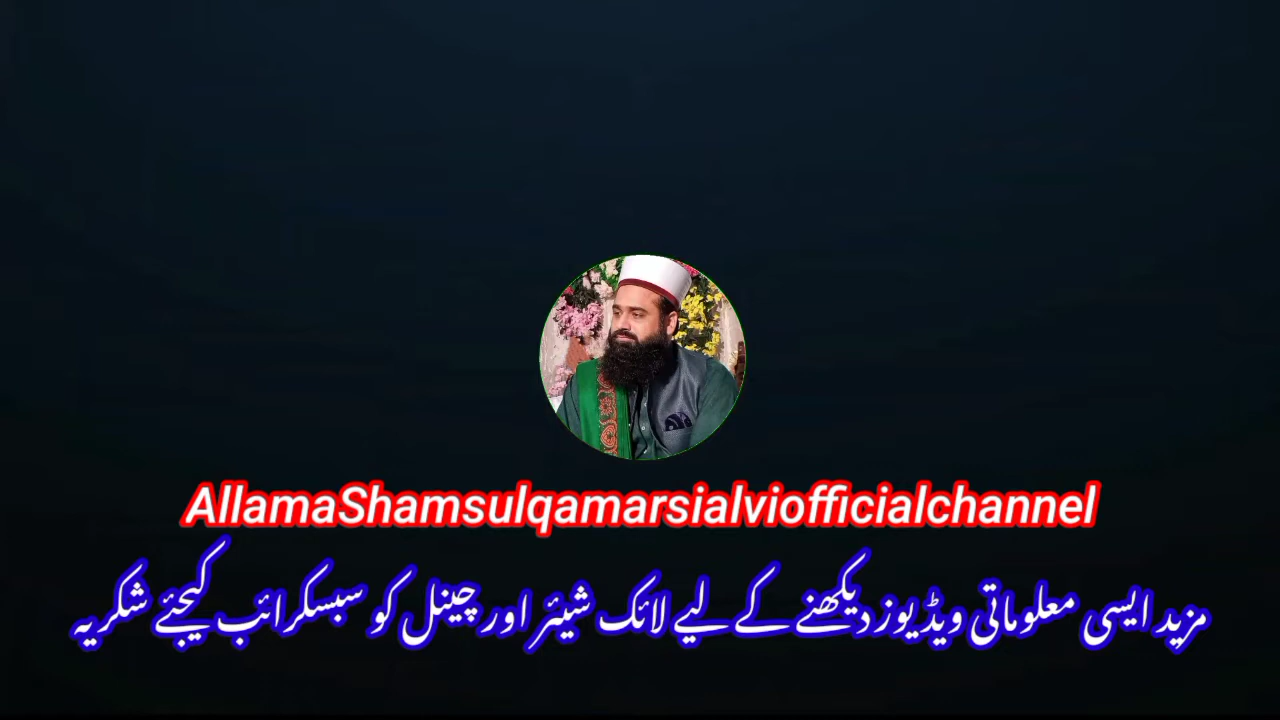 AllamaShamsulqamarsialviofficialchannel
مزید ایسی معلوماتی ویڈیوز دیکھنے کے لیے لائک شیئر اور چینل کو سبسکرائب کیجئے شکریہ